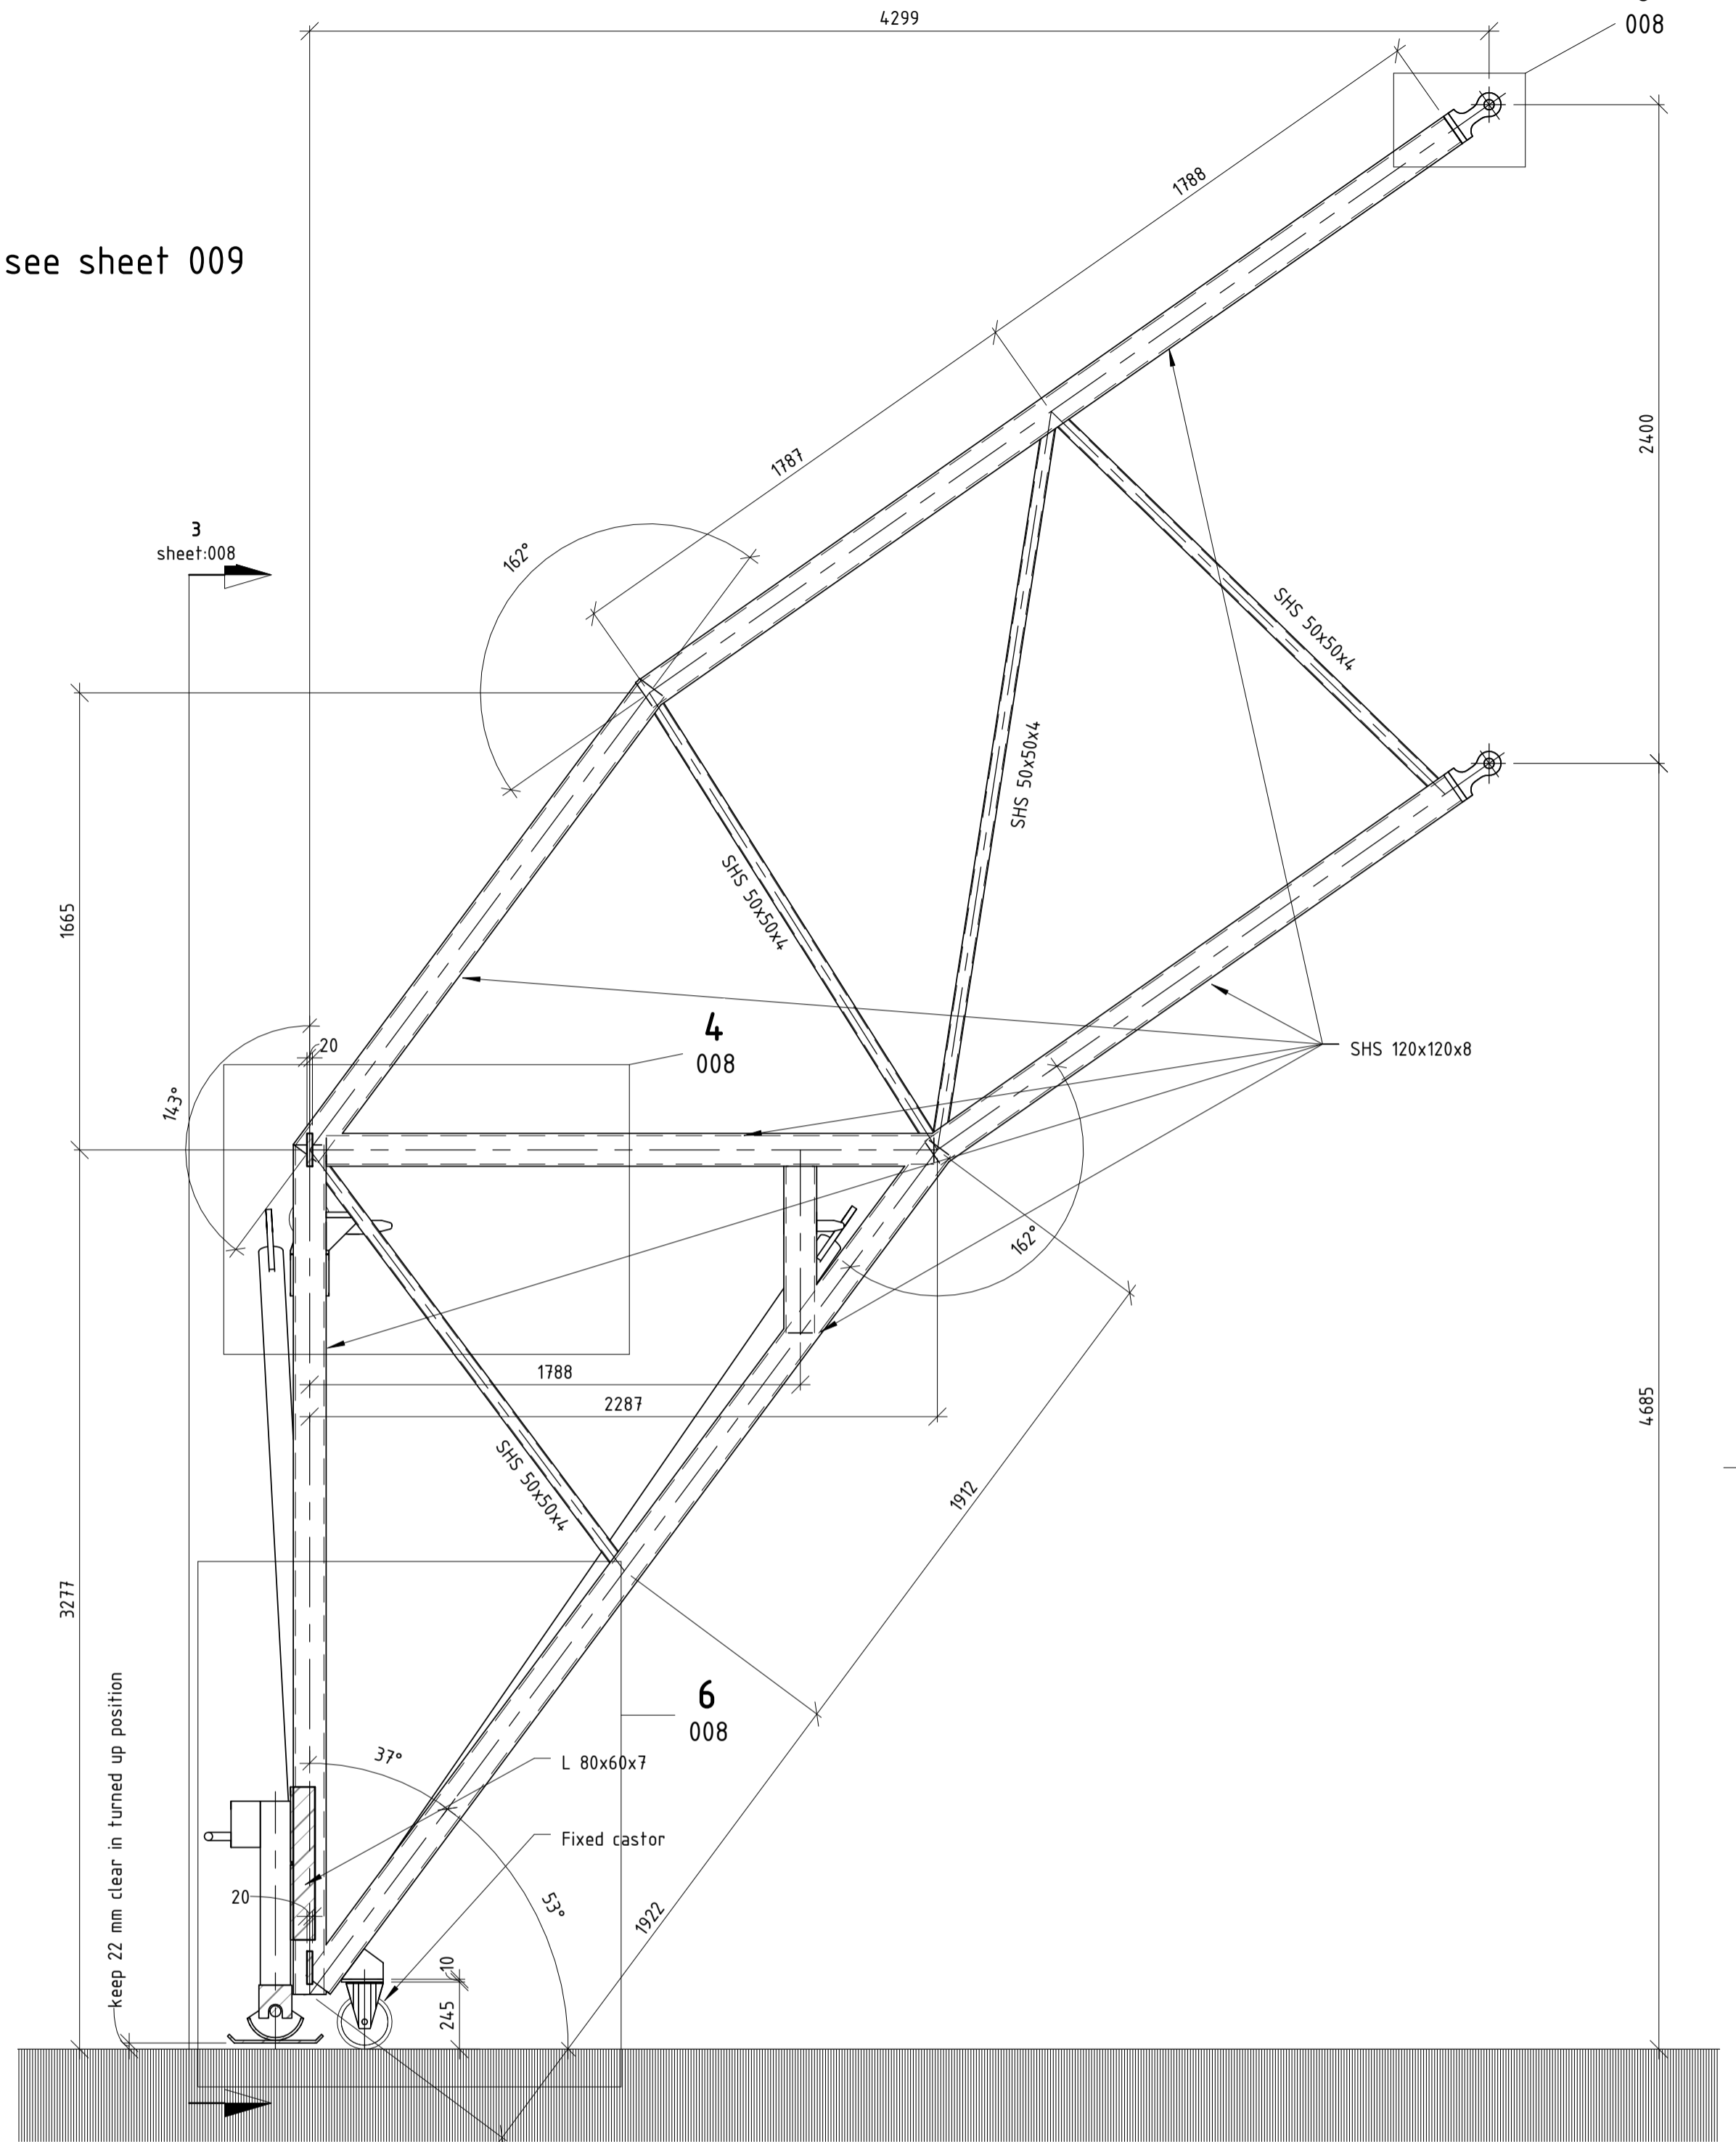 4299
008
1788
see sheet 009
2400
1787
3
sheet:008
162°
SHS 50x50x4
SHS 50x50x4
SHS 50x50x4
1665
4
008
20
SHS 120x120x8
143°
162°
1788
2287
4685
SHS 50x50x4
1912
3277
6
008
keep 22 mm clear in turned up position
37°
L 80x60x7
Fixed castor
20
53°
1922
10
245